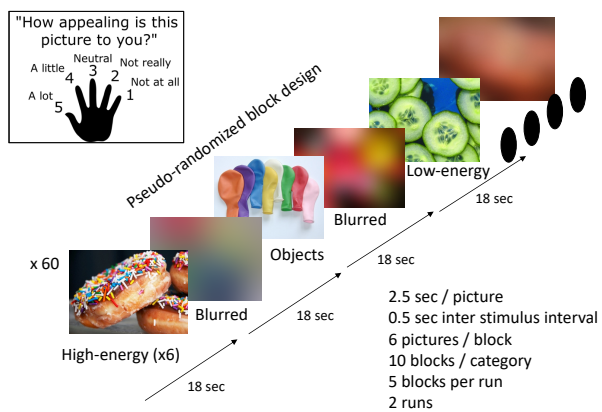 "How appealing is this
picture to you?"
Neutral
A little
Not really
3
4
2
Not at all
A lot
1
5
Pseudo-randomized block design
Low-energy
Blurred
18 sec
Objects
18 sec
x 60
Blurred
18 sec
High-energy (x6)
18 sec
2.5 sec / picture
0.5 sec inter stimulus interval
6 pictures / block
10 blocks / category
5 blocks per run
2 runs